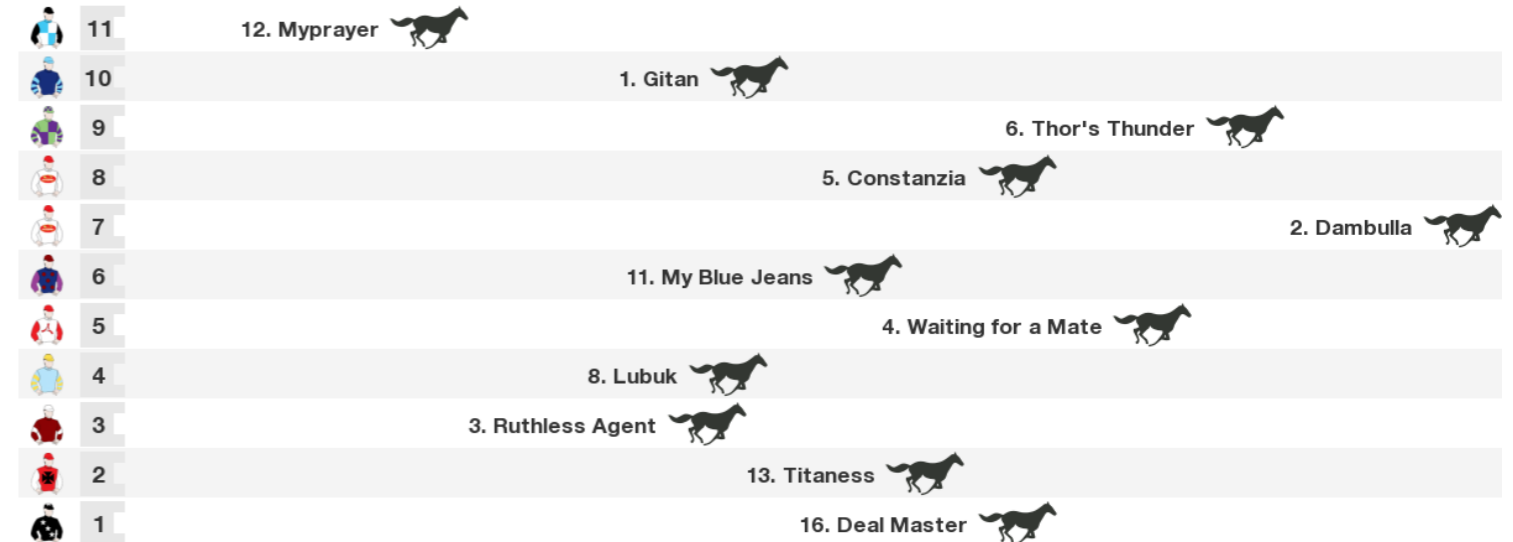 11 12. Myprayer
10 1. Gitan
9 6. Thor's Thunder
8 5. Constanzia
7 2. Dambulla
6 11. My Blue Jeans
5 4. Waiting for a Mate
4 8. Lubuk
3 3. Ruthless Agent
2 13. Titaness
1 16. Deal Master